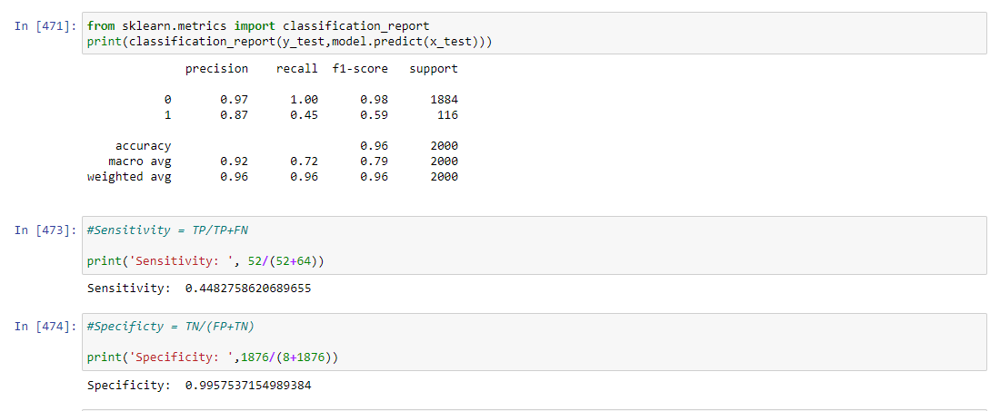 In [471]: from sklearn.metrics import classification_report
print(classification_report(y_test,model.predict(x_test)))
precision recall f1-score support
0 0.97 1.00 0.98 1884
1 0.87 0.45 0.59 116
accuracy 0.96 2000
macro avg 0.92 0.72 0.79 2000
weighted avg 0.96 0.96 0.96 2000
In [473]: #Sensitivity = TP/TP+FN
print('Sensitivity: ', 52/(52+64))
Sensitivity: 0.4482758620689655
In [474]: #Specificty = TN/(FP+TN)
print('Specificity: ',1876/(8+1876))
Specificity: 0.9957537154989384